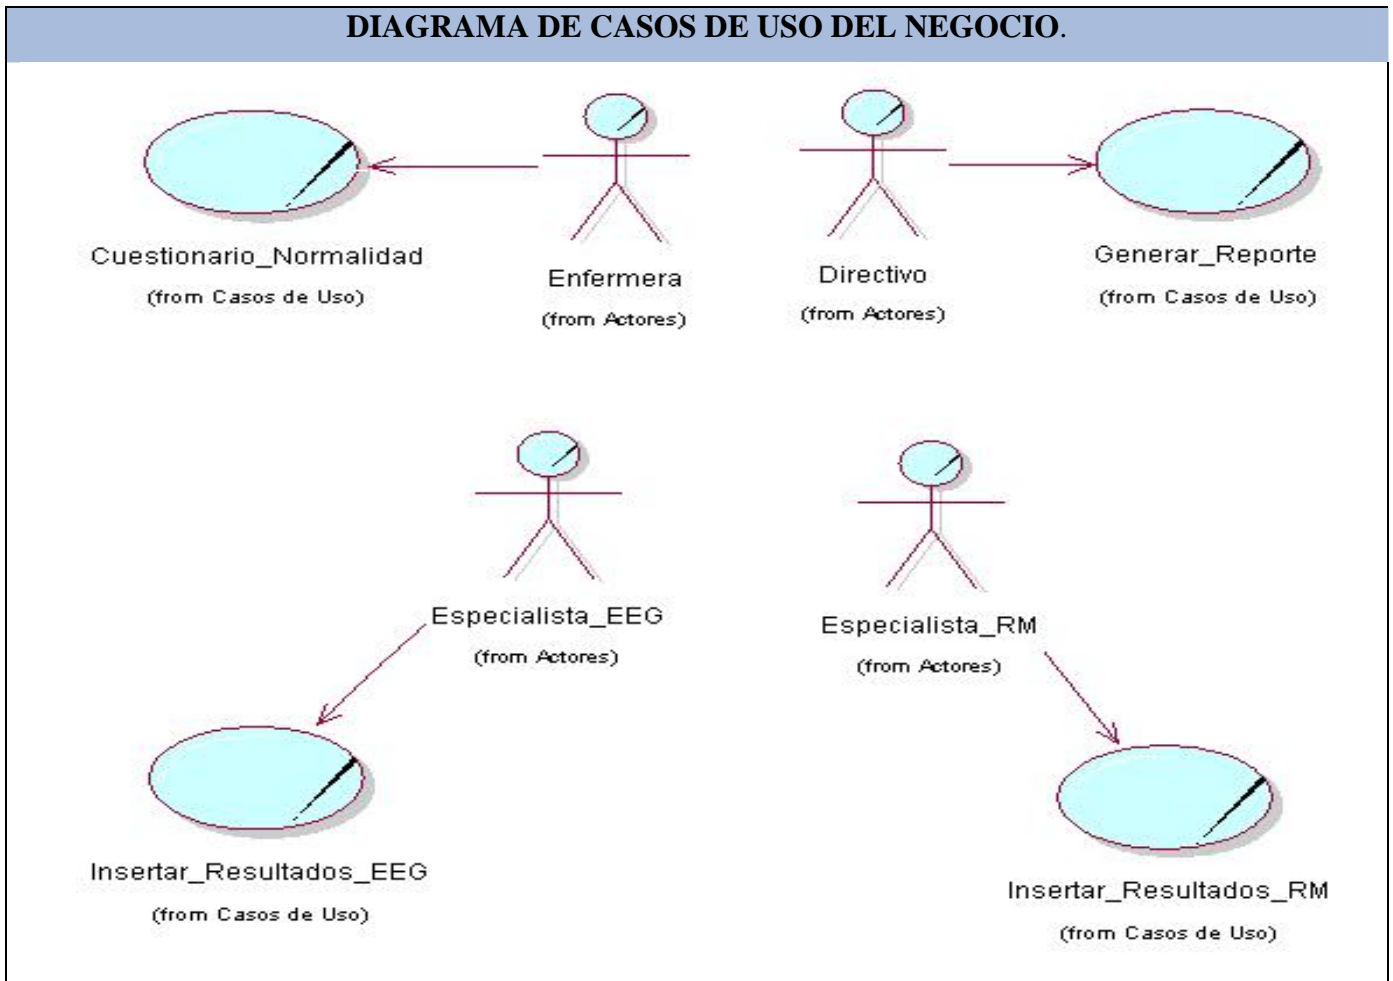 DIAGRAMA DE CASOS DE USO DEL NEGOCIO.
Cuestionario_Normalidad
(from Casos de Uso)
Enfermera
(from Actores)
Directivo
(from Actores)
Generar_Reporte
(from Casos de Uso)
Especialista_EEG
(from Actores)
Especialista_RM
(from Actores)
Insertar_Resultados_EEG
(from Casos de Uso)
Insertar_Resultados_RM
(from Casos de Uso)